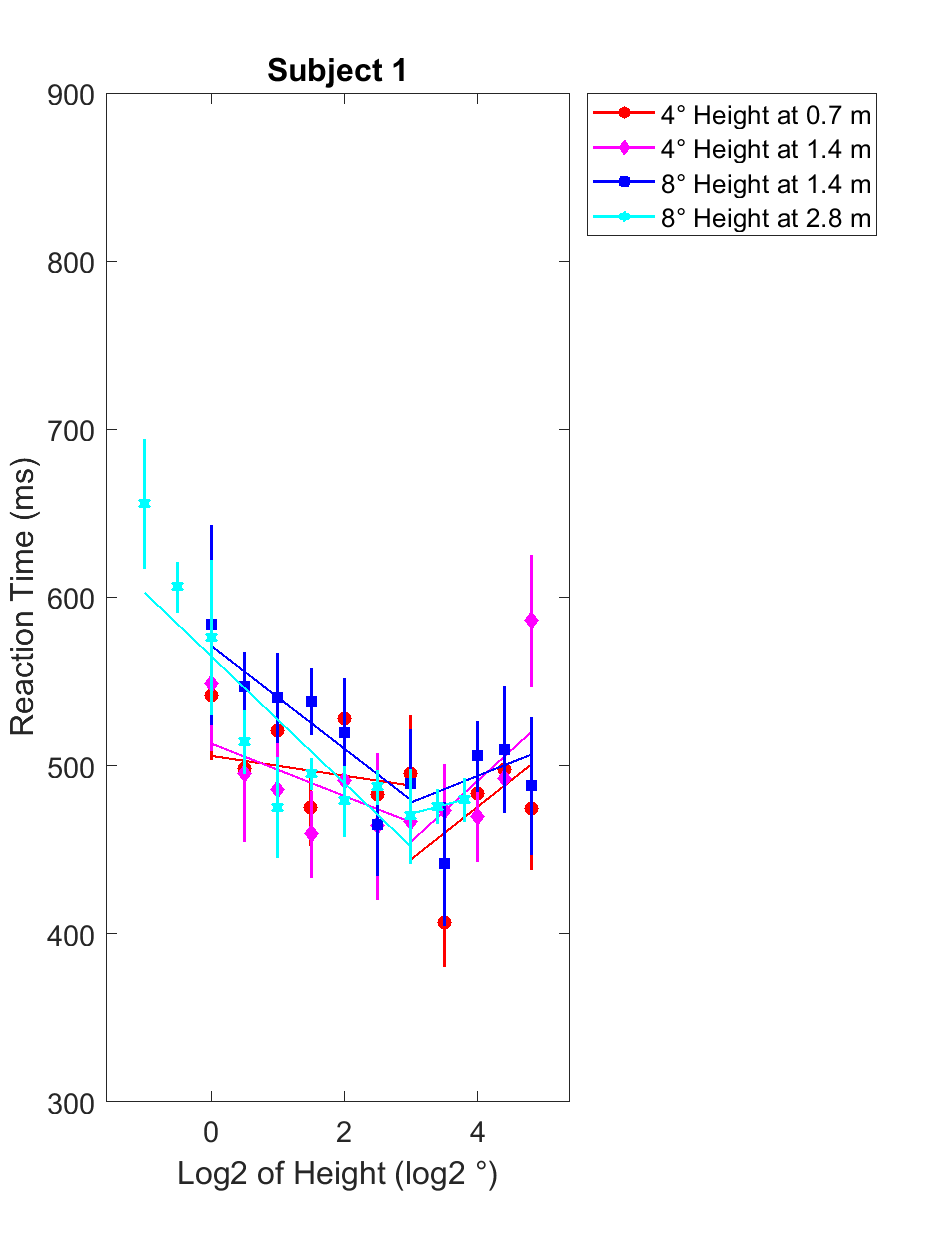 Subject 1
900
800
700
600
500
400
300
0
2
4
Reaction Time (ms)
Log2 of Height (log2 °)
4° Height at 0.7 m
4° Height at 1.4 m
8° Height at 1.4 m
8° Height at 2.8 m